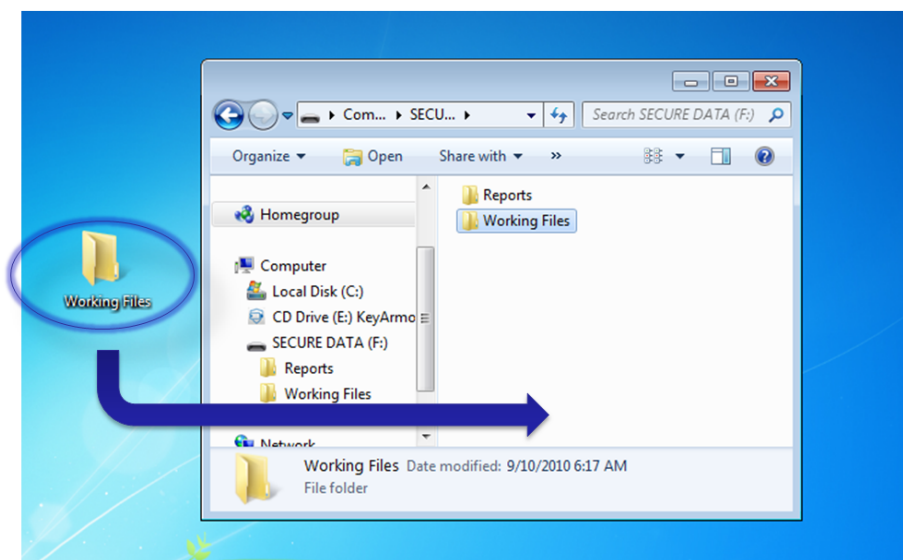 Com... SECU... Search SECURE DATA (F:)
Organize Open Share with »
Homegroup
Computer
Local Disk (C:)
CD Drive (E:) KeyArmo
SECURE DATA (F:)
Reports
Working Files
Network
Reports
Working Files
Working Files
Working Files Date modified: 9/10/2010 6:17 AM
File folder